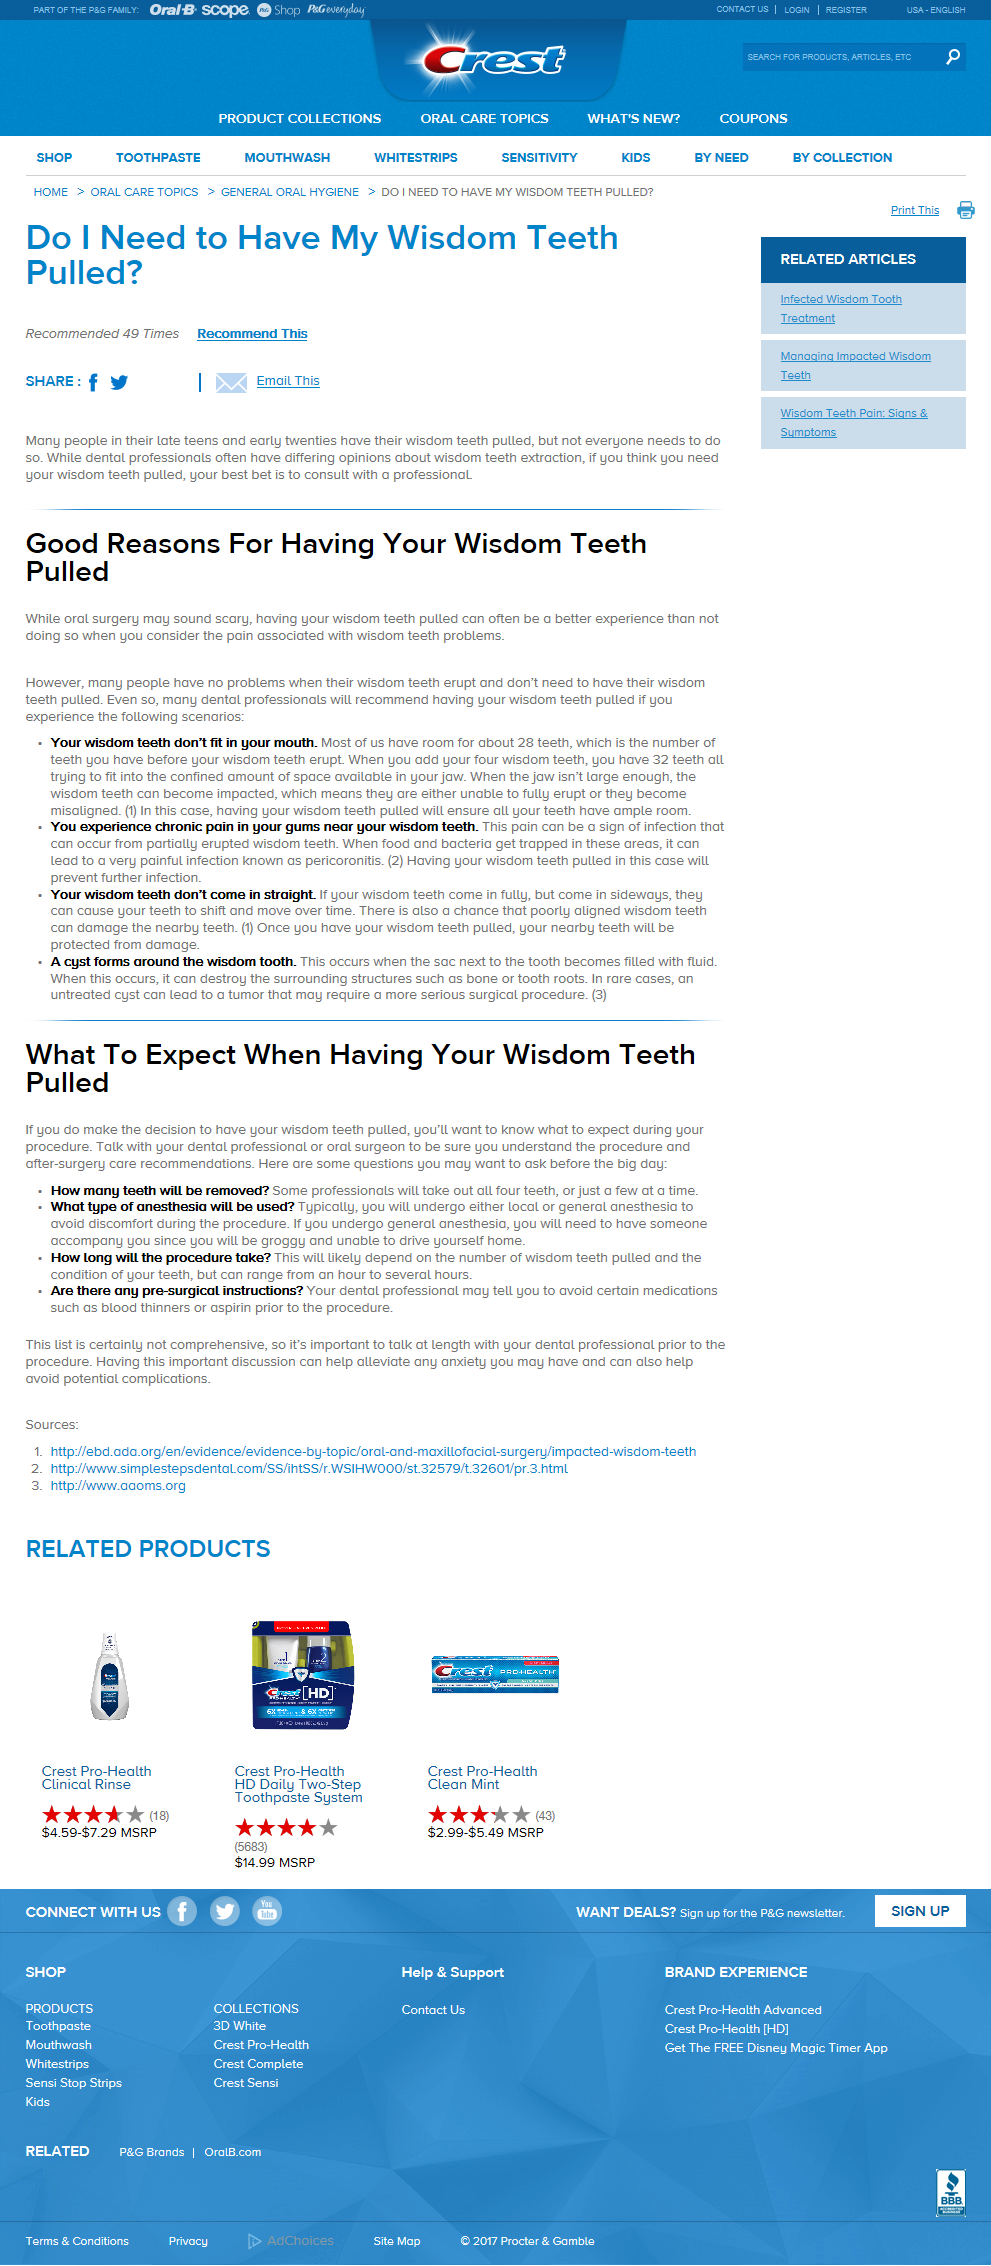 PART OF THE P&G FAMILY: Oral-B scope P&G Shop P&G everyday
CONTACT US | LOGIN | REGISTER USA - ENGLISH
Crest
SEARCH FOR PRODUCTS, ARTICLES, ETC
PRODUCT COLLECTIONS ORAL CARE TOPICS WHAT'S NEW? COUPONS
SHOP TOOTHPASTE MOUTHWASH WHITESTRIPS SENSITIVITY KIDS BY NEED BY COLLECTION
HOME > ORAL CARE TOPICS > GENERAL ORAL HYGIENE > DO I NEED TO HAVE MY WISDOM TEETH PULLED?
Print This
Do I Need to Have My Wisdom Teeth
Pulled?
RELATED ARTICLES
Infected Wisdom Tooth
Treatment
Managing Impacted Wisdom
Teeth
Wisdom Teeth Pain: Signs &
Symptoms
Recommended 49 Times Recommend This
SHARE : | Email This
Many people in their late teens and early twenties have their wisdom teeth pulled, but not everyone needs to do
so. While dental professionals often have differing opinions about wisdom teeth extraction, if you think you need
your wisdom teeth pulled, your best bet is to consult with a professional.
Good Reasons For Having Your Wisdom Teeth
Pulled
While oral surgery may sound scary, having your wisdom teeth pulled can often be a better experience than not
doing so when you consider the pain associated with wisdom teeth problems.
However, many people have no problems when their wisdom teeth erupt and don't need to have their wisdom
teeth pulled. Even so, many dental professionals will recommend having your wisdom teeth pulled if you
experience the following scenarios:
• Your wisdom teeth don't fit in your mouth. Most of us have room for about 28 teeth, which is the number of
teeth you have before your wisdom teeth erupt. When you add your four wisdom teeth, you have 32 teeth all
trying to fit into the confined amount of space available in your jaw. When the jaw isn't large enough, the
wisdom teeth can become impacted, which means they are either unable to fully erupt or they become
misaligned. (1) In this case, having your wisdom teeth pulled will ensure all your teeth have ample room.
• You experience chronic pain in your gums near your wisdom teeth. This pain can be a sign of infection that
can occur from partially erupted wisdom teeth. When food and bacteria get trapped in these areas, it can
lead to a very painful infection known as pericoronitis. (2) Having your wisdom teeth pulled in this case will
prevent further infection.
• Your wisdom teeth don't come in straight. If your wisdom teeth come in fully, but come in sideways, they
can cause your teeth to shift and move over time. There is also a chance that poorly aligned wisdom teeth
can damage the nearby teeth. (1) Once you have your wisdom teeth pulled, your nearby teeth will be
protected from damage.
• A cyst forms around the wisdom tooth. This occurs when the sac next to the tooth becomes filled with fluid.
When this occurs, it can destroy the surrounding structures such as bone or tooth roots. In rare cases, an
untreated cyst can lead to a tumor that may require a more serious surgical procedure. (3)
What To Expect When Having Your Wisdom Teeth
Pulled
If you do make the decision to have your wisdom teeth pulled, you'll want to know what to expect during your
procedure. Talk with your dental professional or oral surgeon to be sure you understand the procedure and
after-surgery care recommendations. Here are some questions you may want to ask before the big day:
• How many teeth will be removed? Some professionals will take out all four teeth, or just a few at a time.
• What type of anesthesia will be used? Typically, you will undergo either local or general anesthesia to
avoid discomfort during the procedure. If you undergo general anesthesia, you will need to have someone
accompany you since you will be groggy and unable to drive yourself home.
• How long will the procedure take? This will likely depend on the number of wisdom teeth pulled and the
condition of your teeth, but can range from an hour to several hours.
• Are there any pre-surgical instructions? Your dental professional may tell you to avoid certain medications
such as blood thinners or aspirin prior to the procedure.
This list is certainly not comprehensive, so it's important to talk at length with your dental professional prior to the
procedure. Having this important discussion can help alleviate any anxiety you may have and can also help
avoid potential complications.
Sources:
1. http://ebd.ada.org/en/evidence/evidence-by-topic/oral-and-maxillofacial-surgery/impacted-wisdom-teeth
2. http://www.simplestepsdental.com/SS/ihtSS/r.WSIHW000/st.32579/t.32601/pr.3.html
3. http://www.aaoms.org
RELATED PRODUCTS
Crest [HD]
6X & 6X
Crest PRO-HEALTH
Crest Pro-Health
Clinical Rinse
(18)
$4.59-$7.29 MSRP
Crest Pro-Health
HD Daily Two-Step
Toothpaste System
(5683)
$14.99 MSRP
Crest Pro-Health
Clean Mint
(43)
$2.99-$5.49 MSRP
CONNECT WITH US You Tube
WANT DEALS? Sign up for the P&G newsletter. SIGN UP
SHOP
PRODUCTS
Toothpaste
Mouthwash
Whitestrips
Sensi Stop Strips
Kids
COLLECTIONS
3D White
Crest Pro-Health
Crest Complete
Crest Sensi
Help & Support
Contact Us
BRAND EXPERIENCE
Crest Pro-Health Advanced
Crest Pro-Health [HD]
Get The FREE Disney Magic Timer App
RELATED P&G Brands | OralB.com
BBB
ACCREDITED
BUSINESS
Terms & Conditions Privacy AdChoices Site Map © 2017 Procter & Gamble